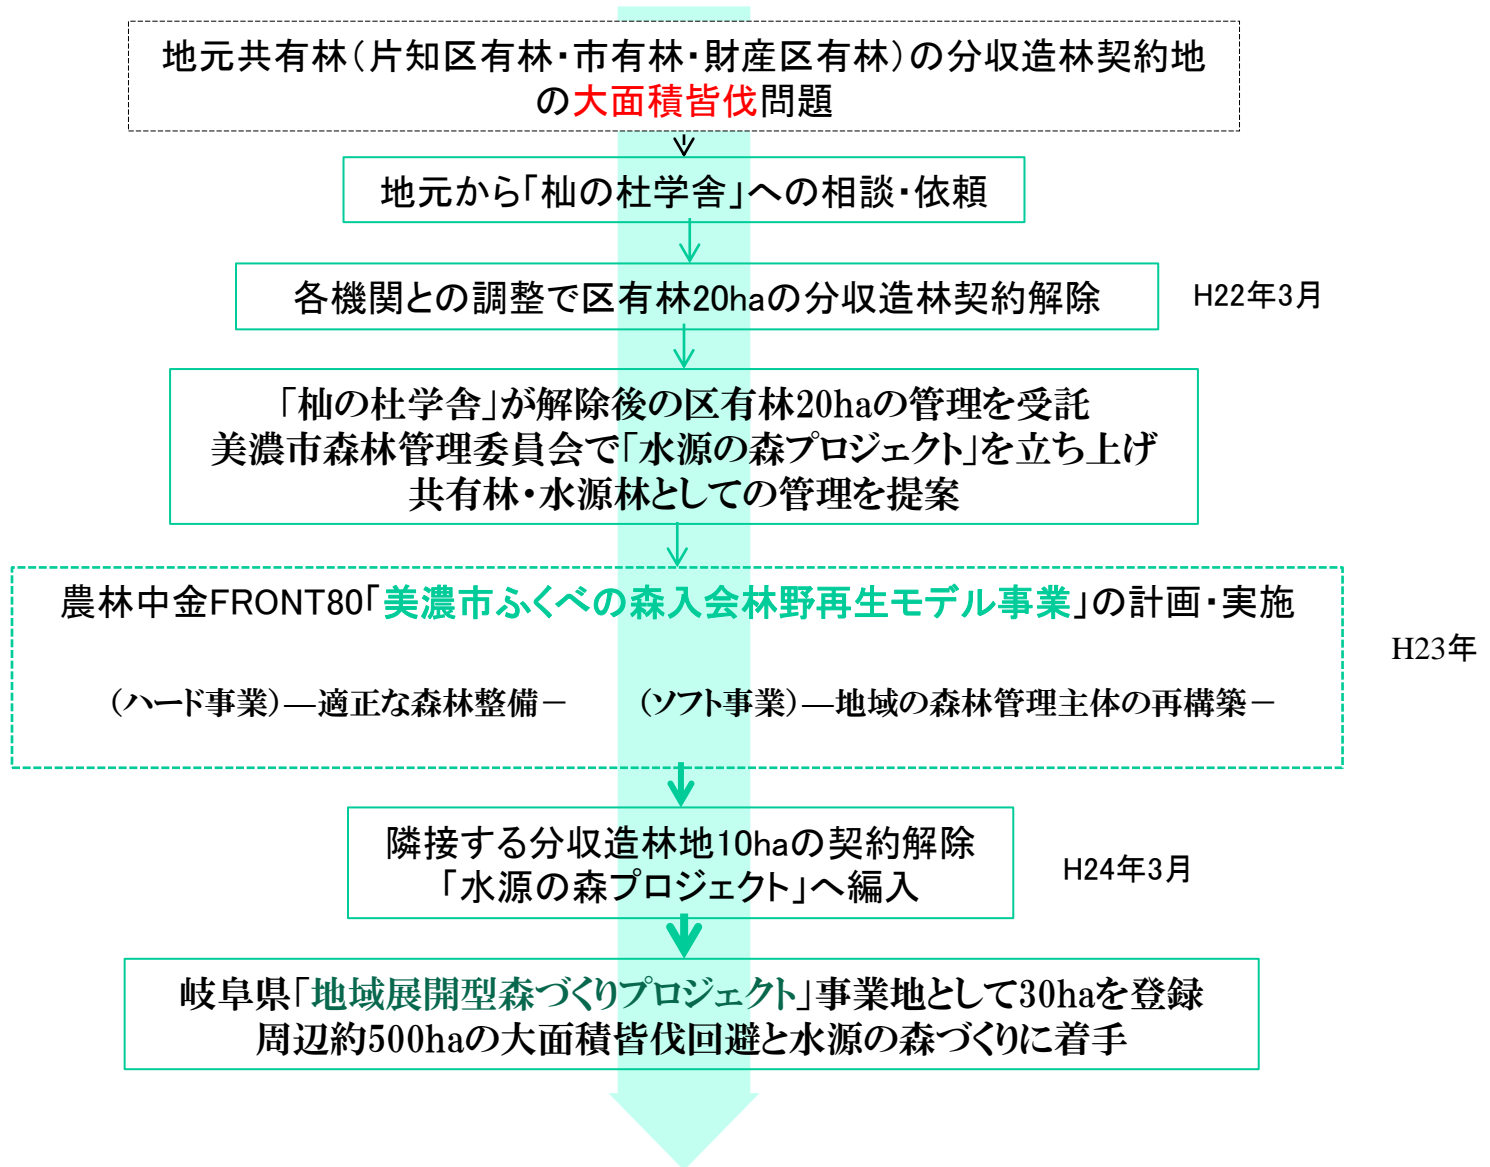 地元共有林（片知区有林・市有林・財産区有林）の分収造林契約地
の大面積皆伐問題
地元から「杣の杜学舎」への相談・依頼
各機関との調整で区有林20haの分収造林契約解除
H22年3月
「杣の杜学舎」が解除後の区有林20haの管理を受託
美濃市森林管理委員会で「水源の森プロジェクト」を立ち上げ
共有林・水源林としての管理を提案
農林中金FRONT80「美濃市ふくべの森入会林野再生モデル事業」の計画・実施
H23年
（ハード事業）―適正な森林整備－ （ソフト事業）―地域の森林管理主体の再構築－
隣接する分収造林地10haの契約解除
「水源の森プロジェクト」へ編入
H24年3月
岐阜県「地域展開型森づくりプロジェクト」事業地として30haを登録
周辺約500haの大面積皆伐回避と水源の森づくりに着手